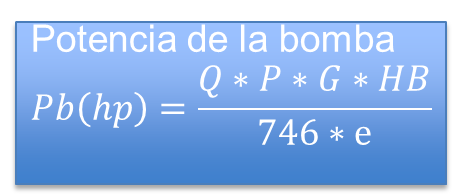 Potencia de la bomba
Pb(hp) = Q ∗ P ∗ G ∗ HB / 746 ∗ e